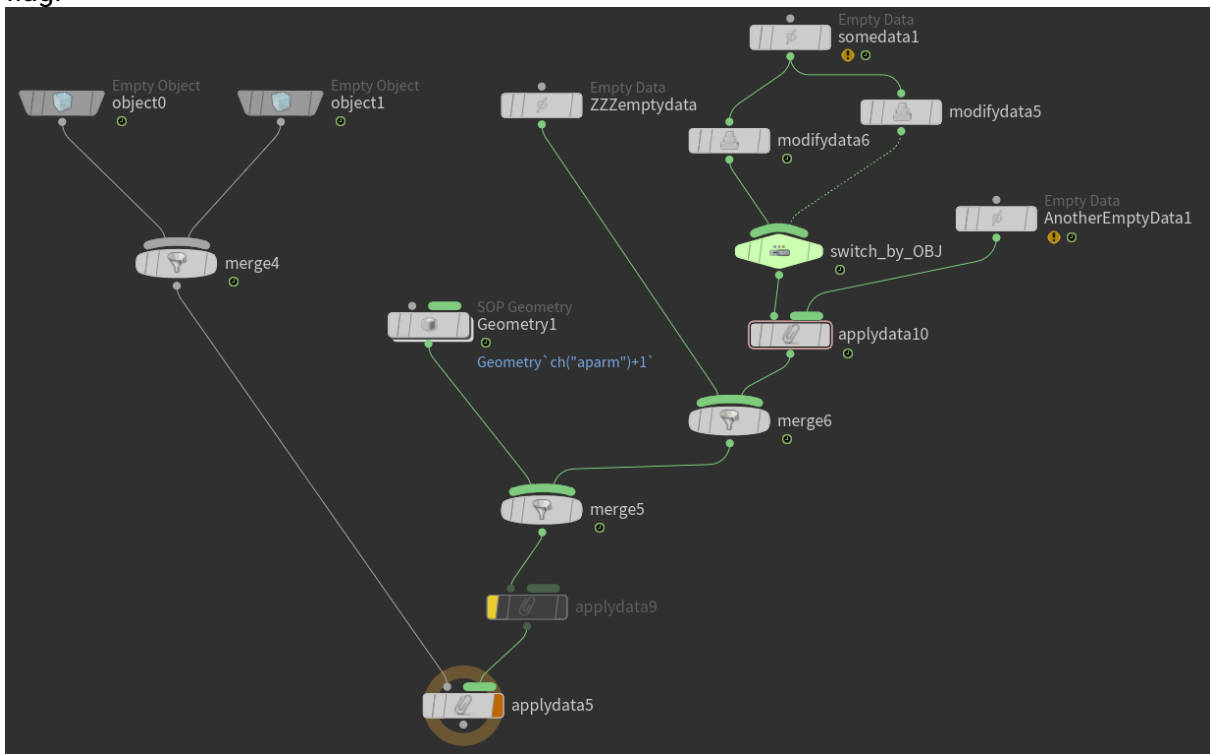 Empty Data
somedata1
Empty Object
object0
Empty Object
object1
Empty Data
ZZZemptydata
modifydata5
modifydata6
Empty Data
AnotherEmptyData1
switch_by_OBJ
merge4
SOP Geometry
Geometry1
Geometry`ch("aparm")+1`
applydata10
merge6
merge5
applydata9
applydata5